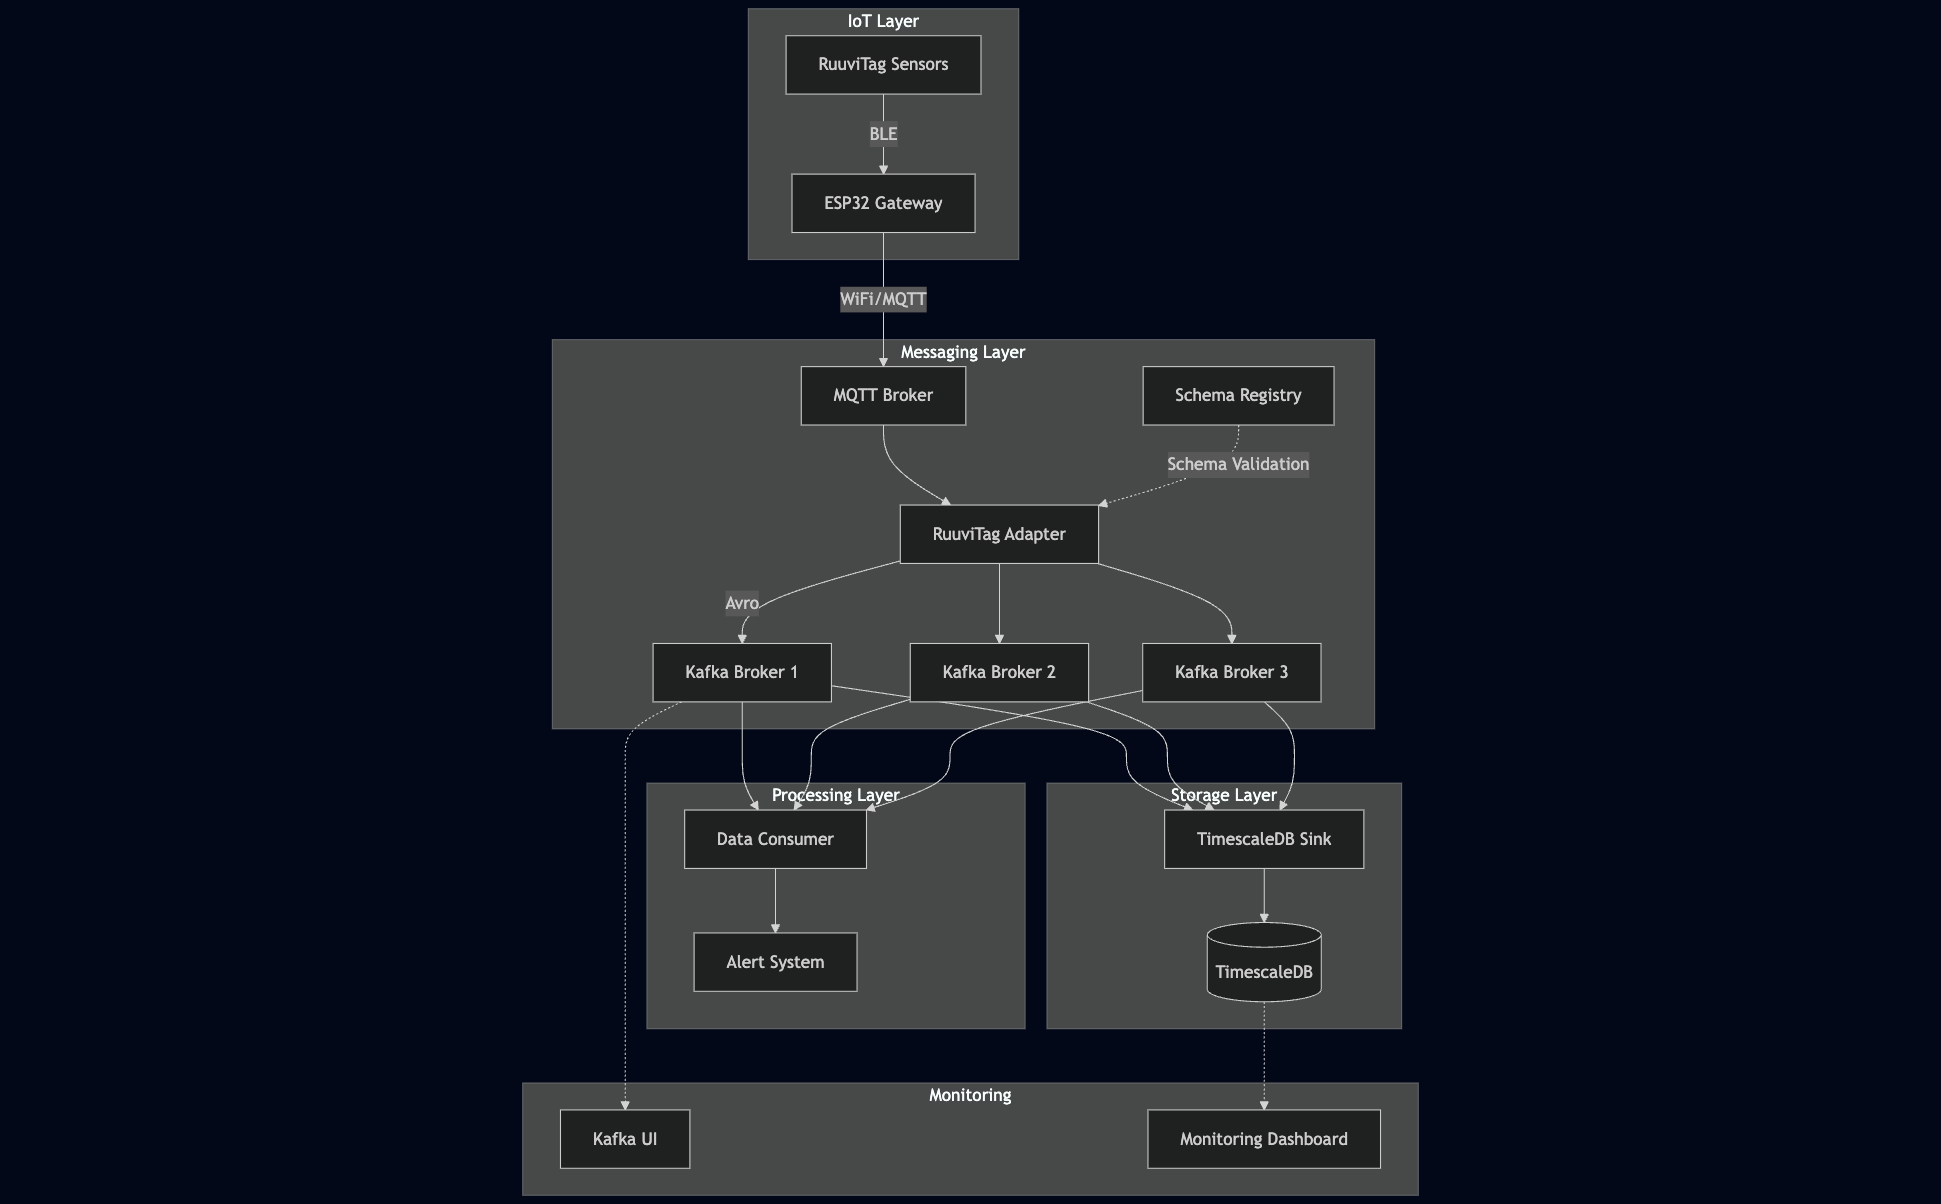 IoT Layer
RuuviTag Sensors
BLE
ESP32 Gateway
WiFi/MQTT
Messaging Layer
MQTT Broker
Schema Registry
Schema Validation
RuuviTag Adapter
Avro
Kafka Broker 1
Kafka Broker 2
Kafka Broker 3
Processing Layer
Storage Layer
Data Consumer
TimescaleDB Sink
Alert System
TimescaleDB
Monitoring
Kafka UI
Monitoring Dashboard